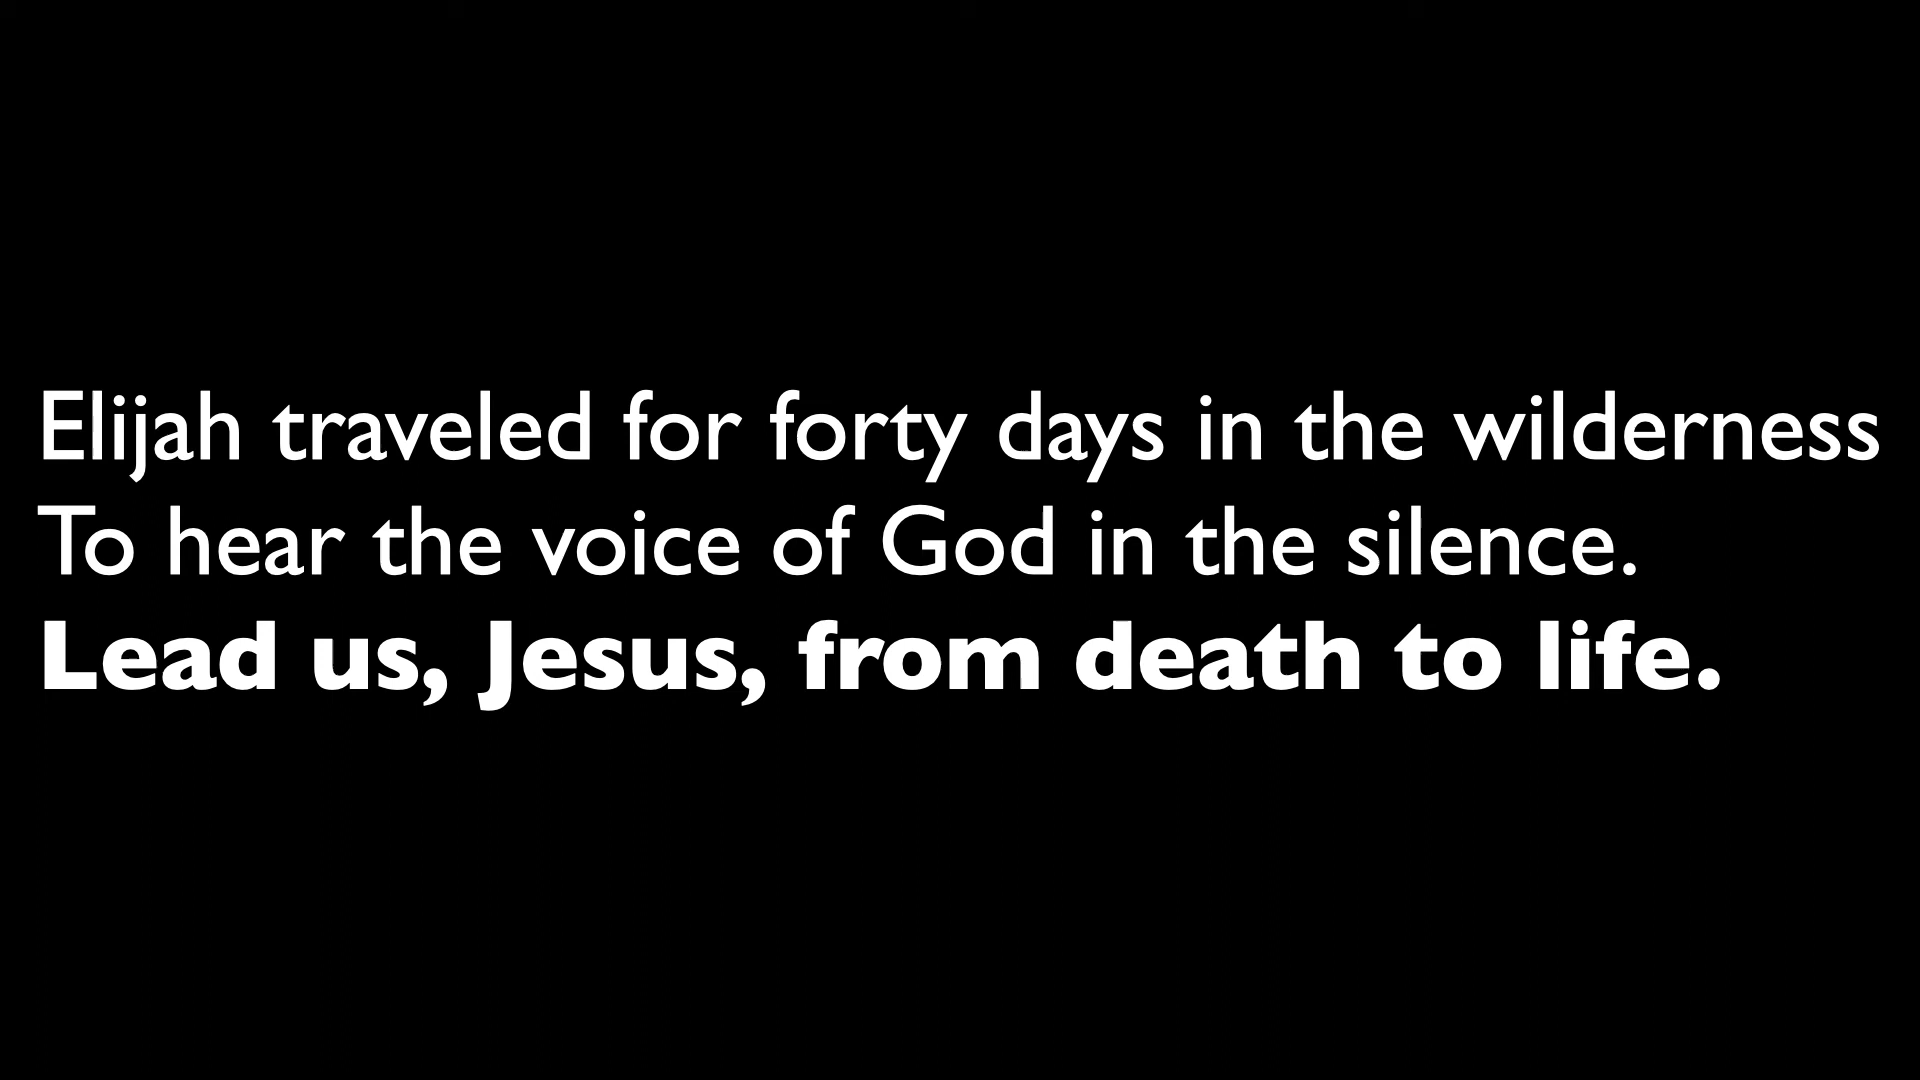 Elijah traveled for forty days in the wilderness
To hear the voice of God in the silence.
Lead us, Jesus, from death to life.